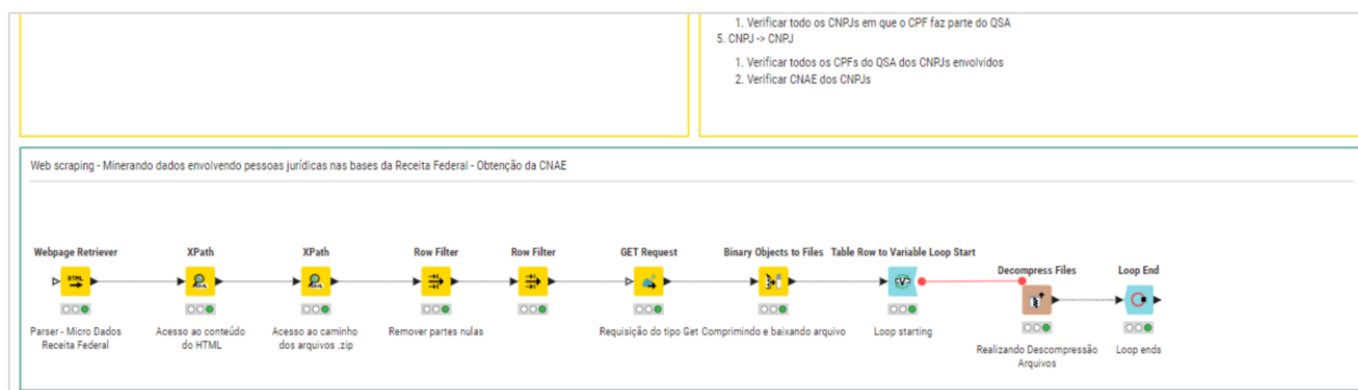 1. Verificar todo os CNPJs em que o CPF faz parte do QSA
5. CNPJ -> CNPJ
1. Verificar todos os CPFs do QSA dos CNPJs envolvidos
2. Verificar CNAE dos CNPJs
Web scraping - Minerando dados envolvendo pessoas jurídicas nas bases da Receita Federal - Obtenção da CNAE
Webpage Retriever
XPath
XPath
Row Filter
Row Filter
GET Request
Binary Objects to Files
Table Row to Variable Loop Start
Decompress Files
Loop End
HTML
Parser - Micro Dados
Receita Federal
Acesso ao conteúdo
do HTML
Acesso ao caminho
dos arquivos .zip
Remover partes nulas
Requisição do tipo Get
Comprimindo e baixando arquivo
Loop starting
Realizando Descompressão
Arquivos
Loop ends